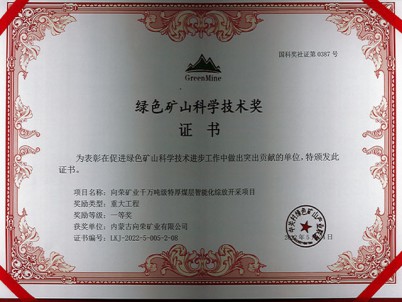 国科奖社证第0387号
GreenMine
绿色矿山科学技术奖
证书
为表彰在促进绿色矿山科学技术进步工作中做出突出贡献的单位，特颁发此
证书。
项目名称：向荣矿业千万吨级特厚煤层智能化综放开采项目
奖励类型：重大工程
奖励等级：一等奖
获奖单位：内蒙古向荣矿业有限公司
证书编号：LKJ-2022-5-005-2-08